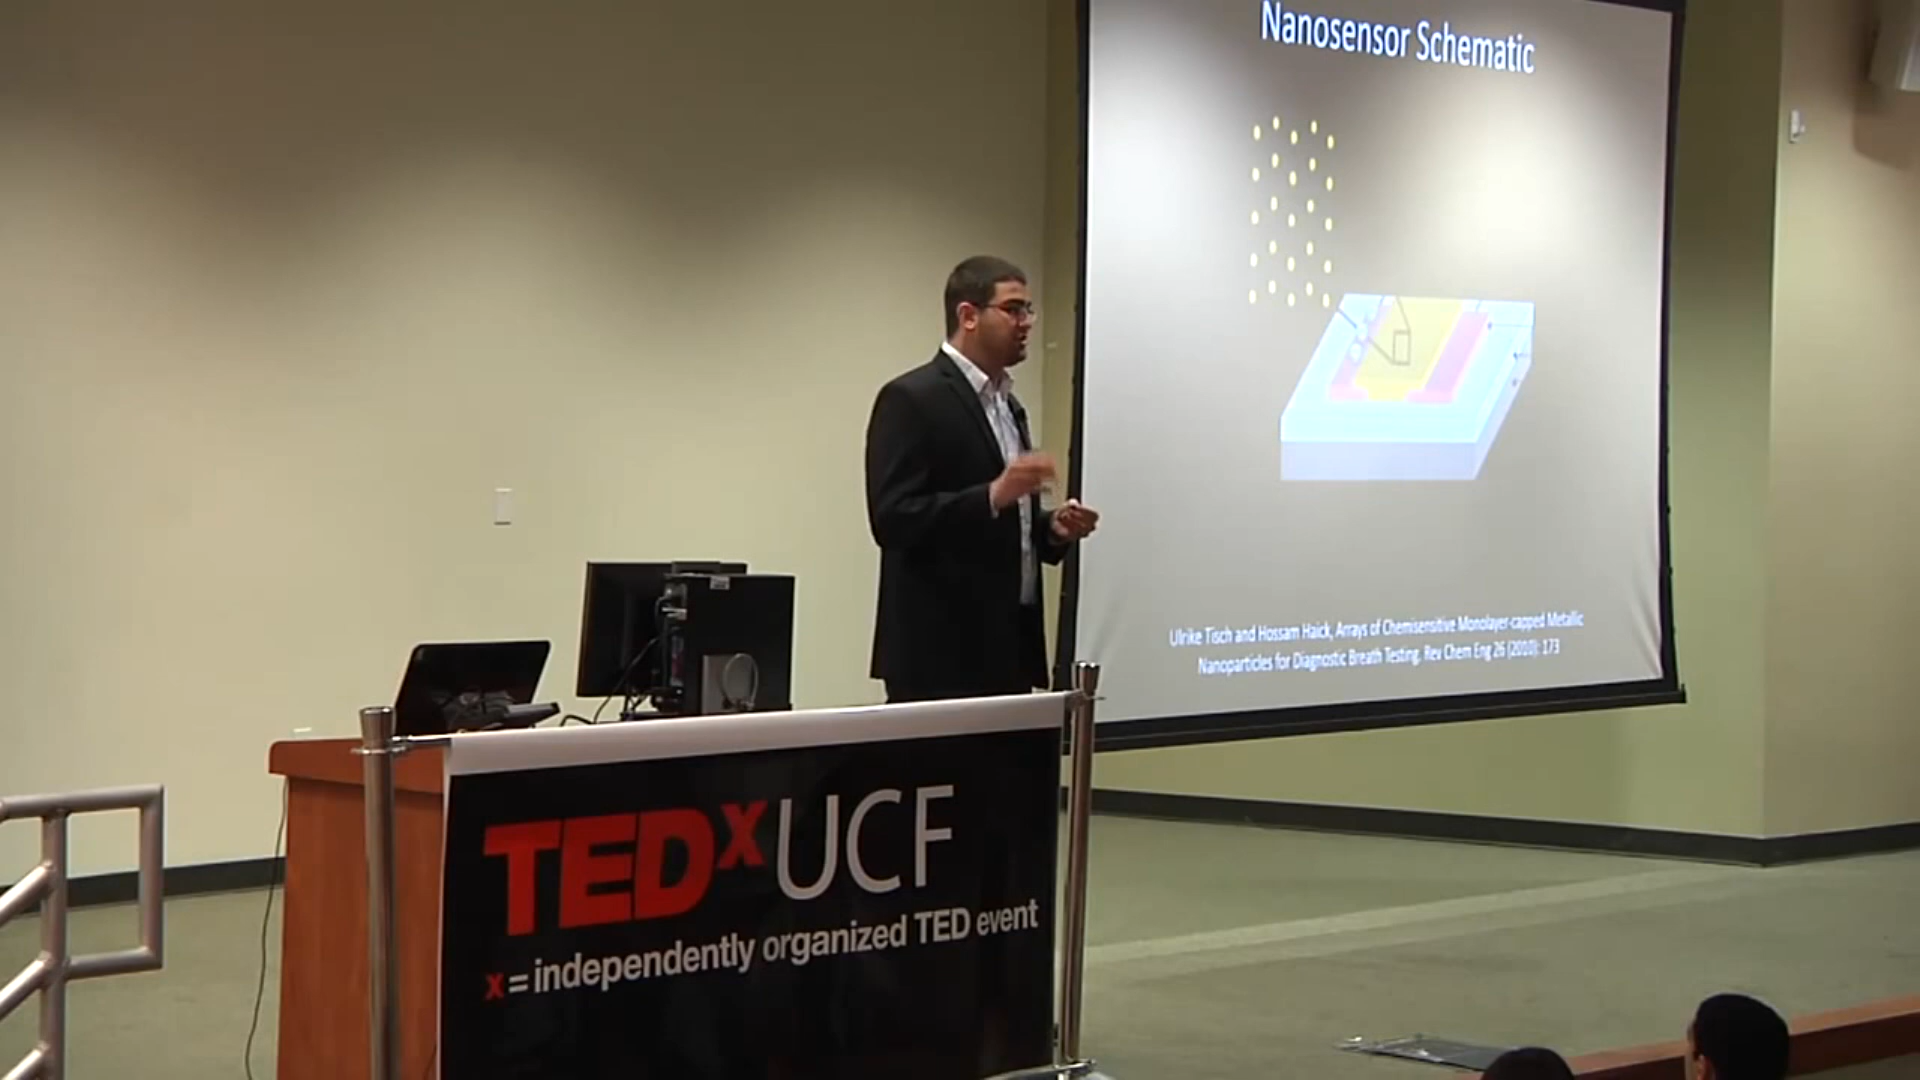 Nanosensor Schematic
Ulrike Tisch and Hossam Haick, Arrays of Chemisensitive Monolayer-capped Metallic
Nanoparticles for Diagnostic Breath Testing. Rev Chem Eng 26 (2010): 173
TEDxUCF
x = independently organized TED event